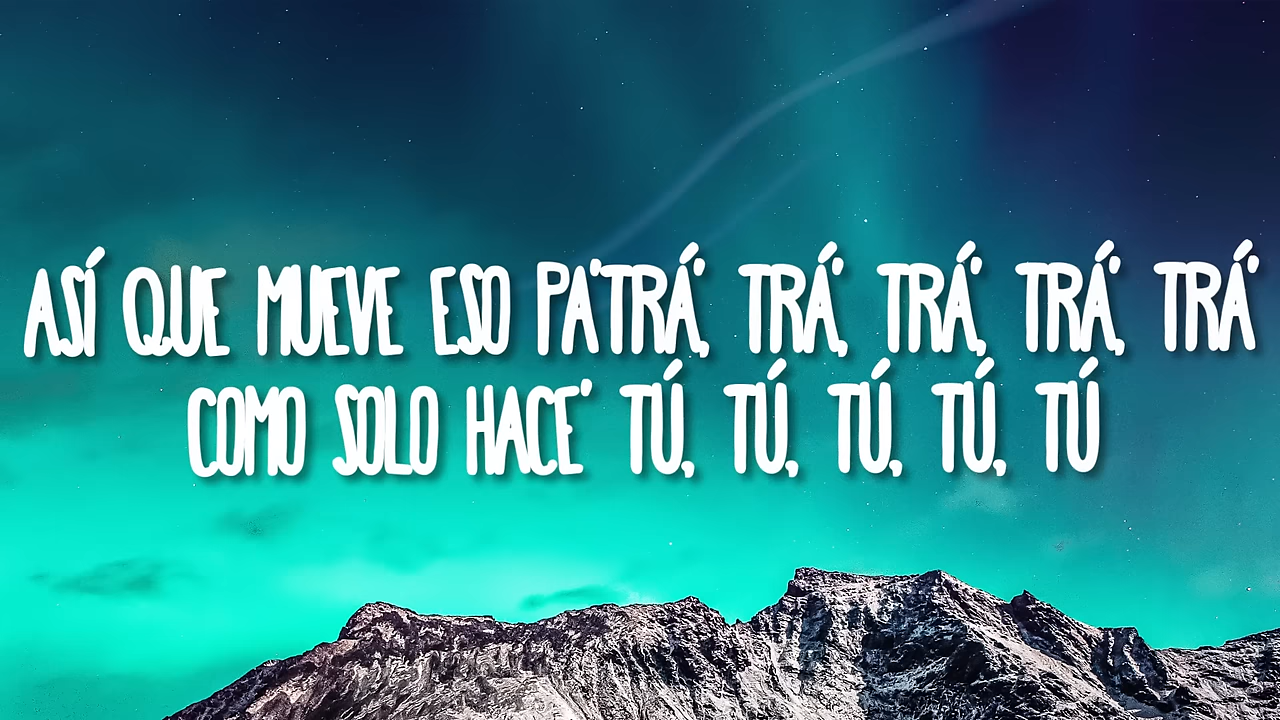 ASÍ QUE MUEVE ESO PA'TRÁ', TRÁ', TRÁ', TRÁ', TRÁ'
COMO SOLO HACE' TÚ, TÚ, TÚ, TÚ, TÚ